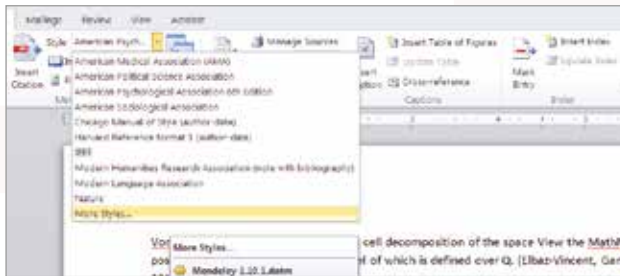 Mailings Review View Acrobat
Style: American Psych...
Manage Sources
Insert Table of Figures
Insert Index
Update Table
Update Index
Insert Citation
Cross-reference
Mark Entry
Captions
Index
American Medical Association (AMA)
American Political Science Association
American Psychological Association 6th Edition
American Sociological Association
Chicago Manual of Style (author-date)
Harvard Reference format 1 (author-date)
IEEE
Modern Humanities Research Association (note with bibliography)
Modern Language Association
Nature
More Styles...
More Styles...
Mendeley 1.10.1.dotm
cell decomposition of the space View the
of which is defined over Q. (Elbaz-Vincent,